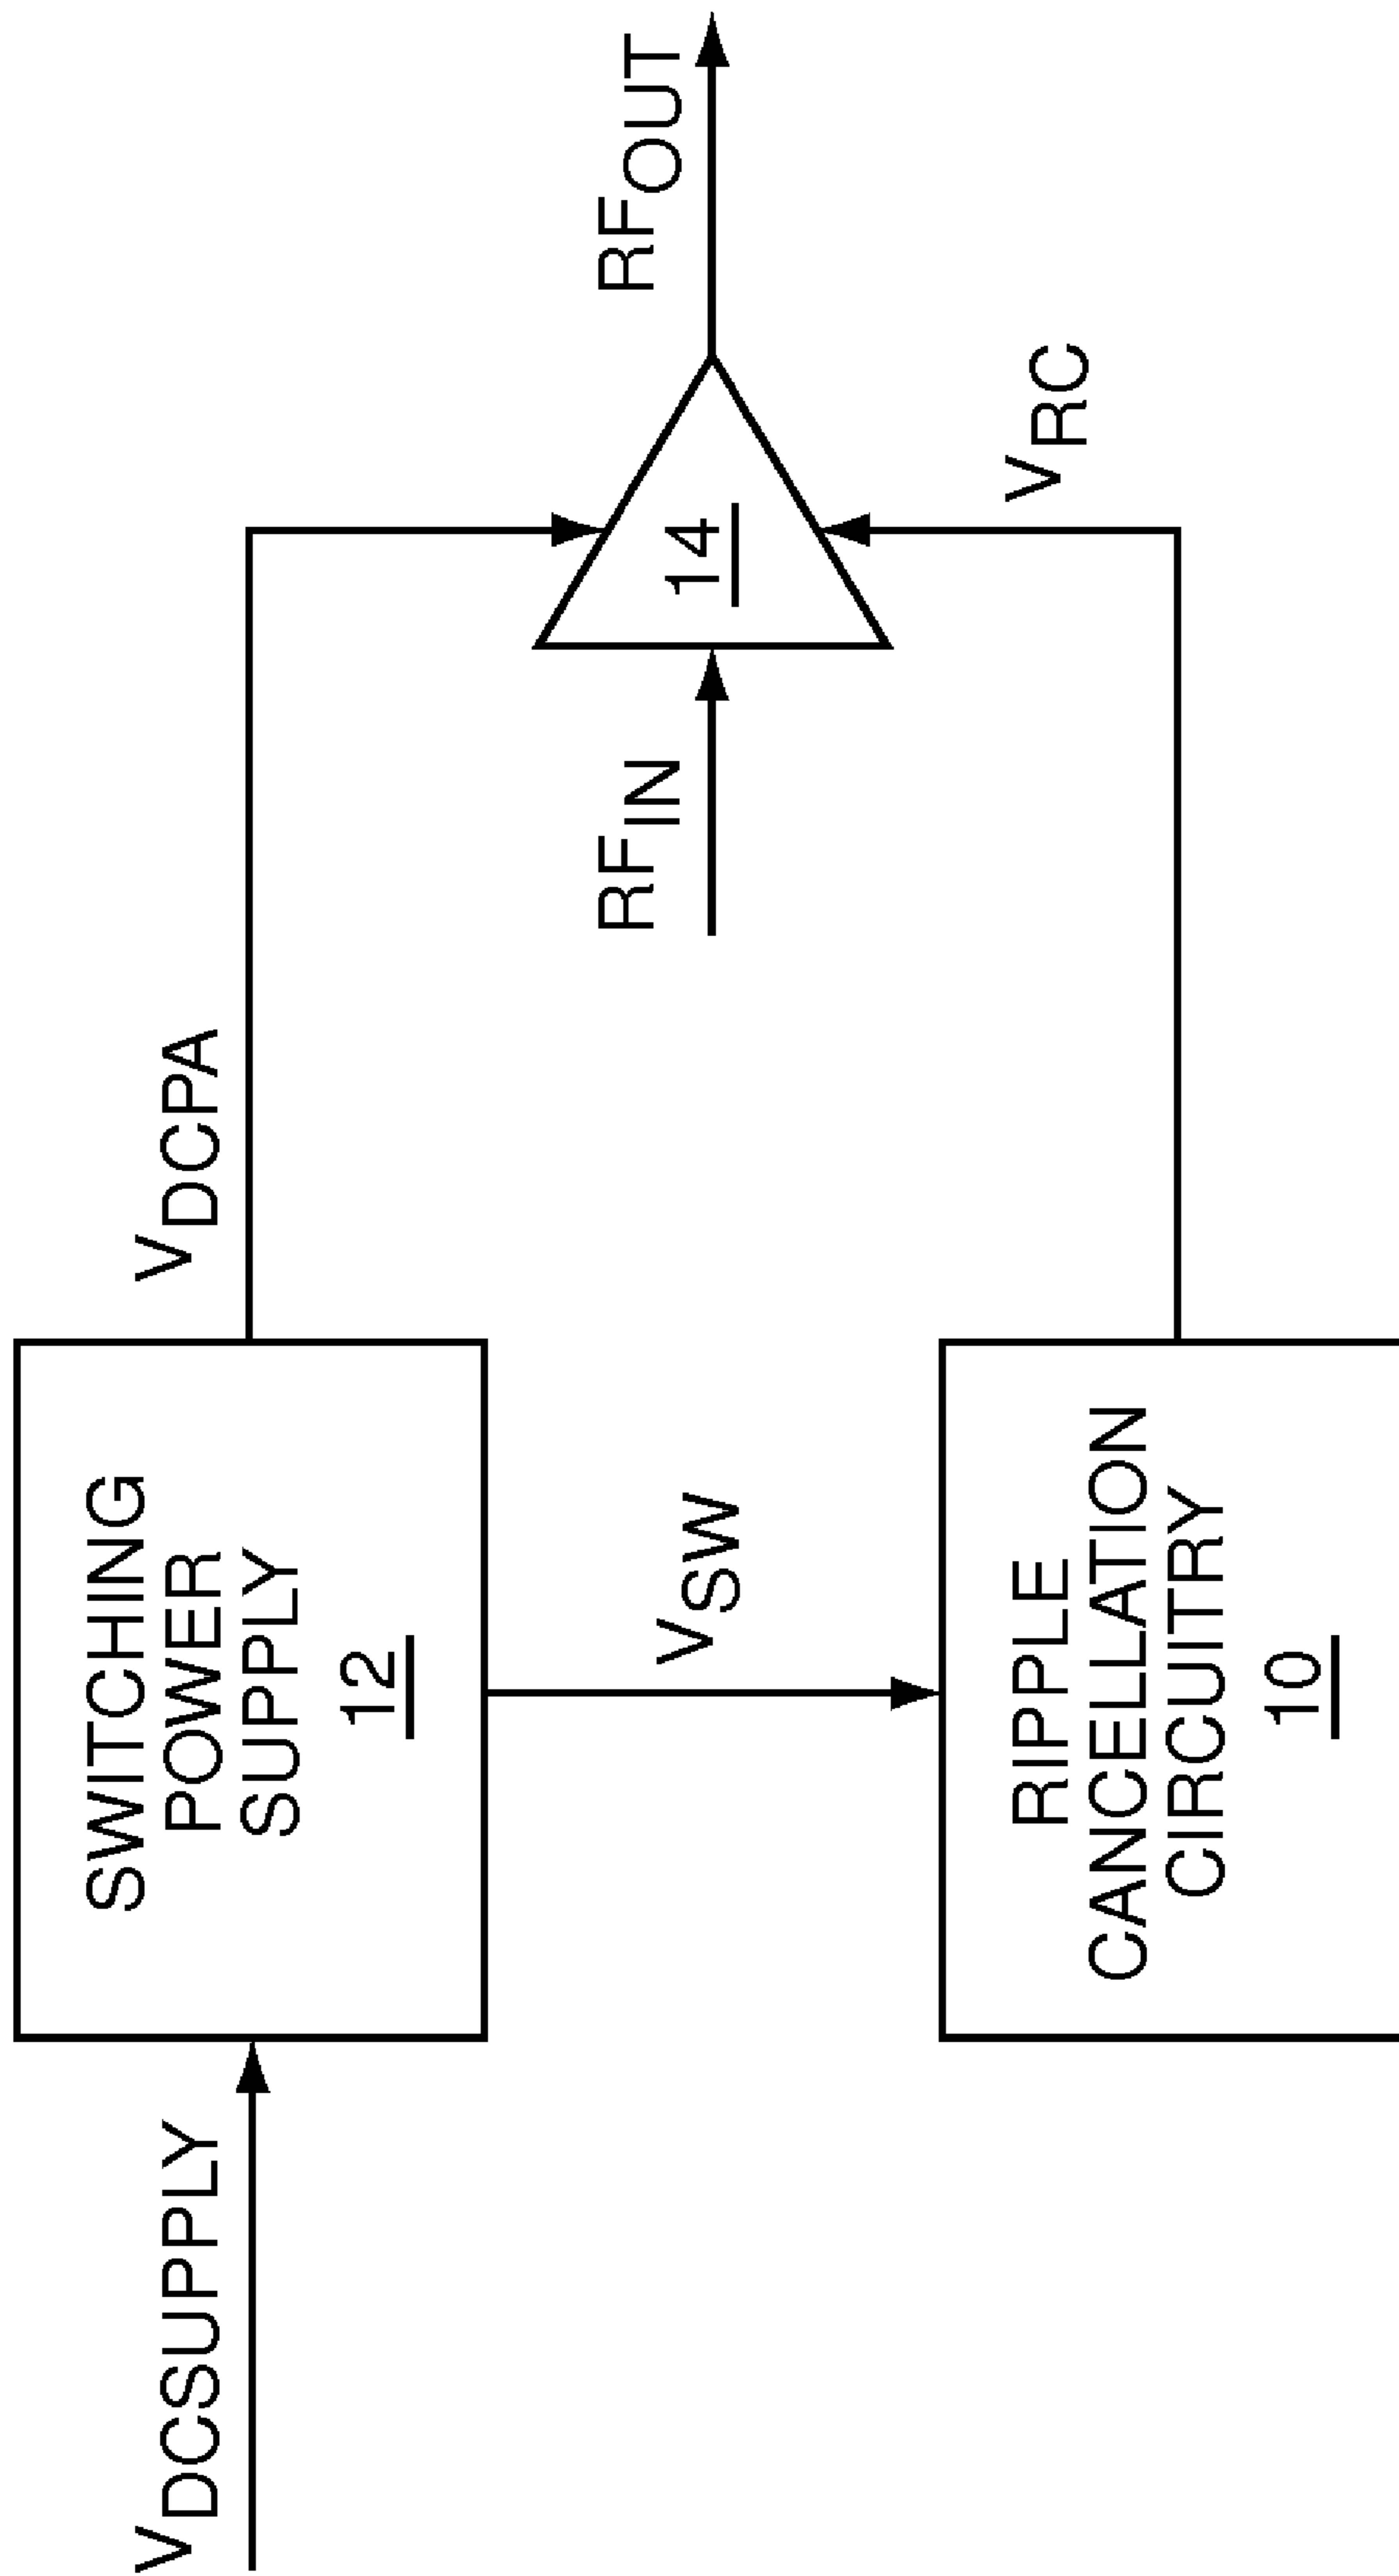 VDCSUPPLY
SWITCHING
POWER
SUPPLY
12
VDCPA
VSW
RFIN
14
RFOUT
RIPPLE
CANCELLATION
CIRCUITRY
10
VRC